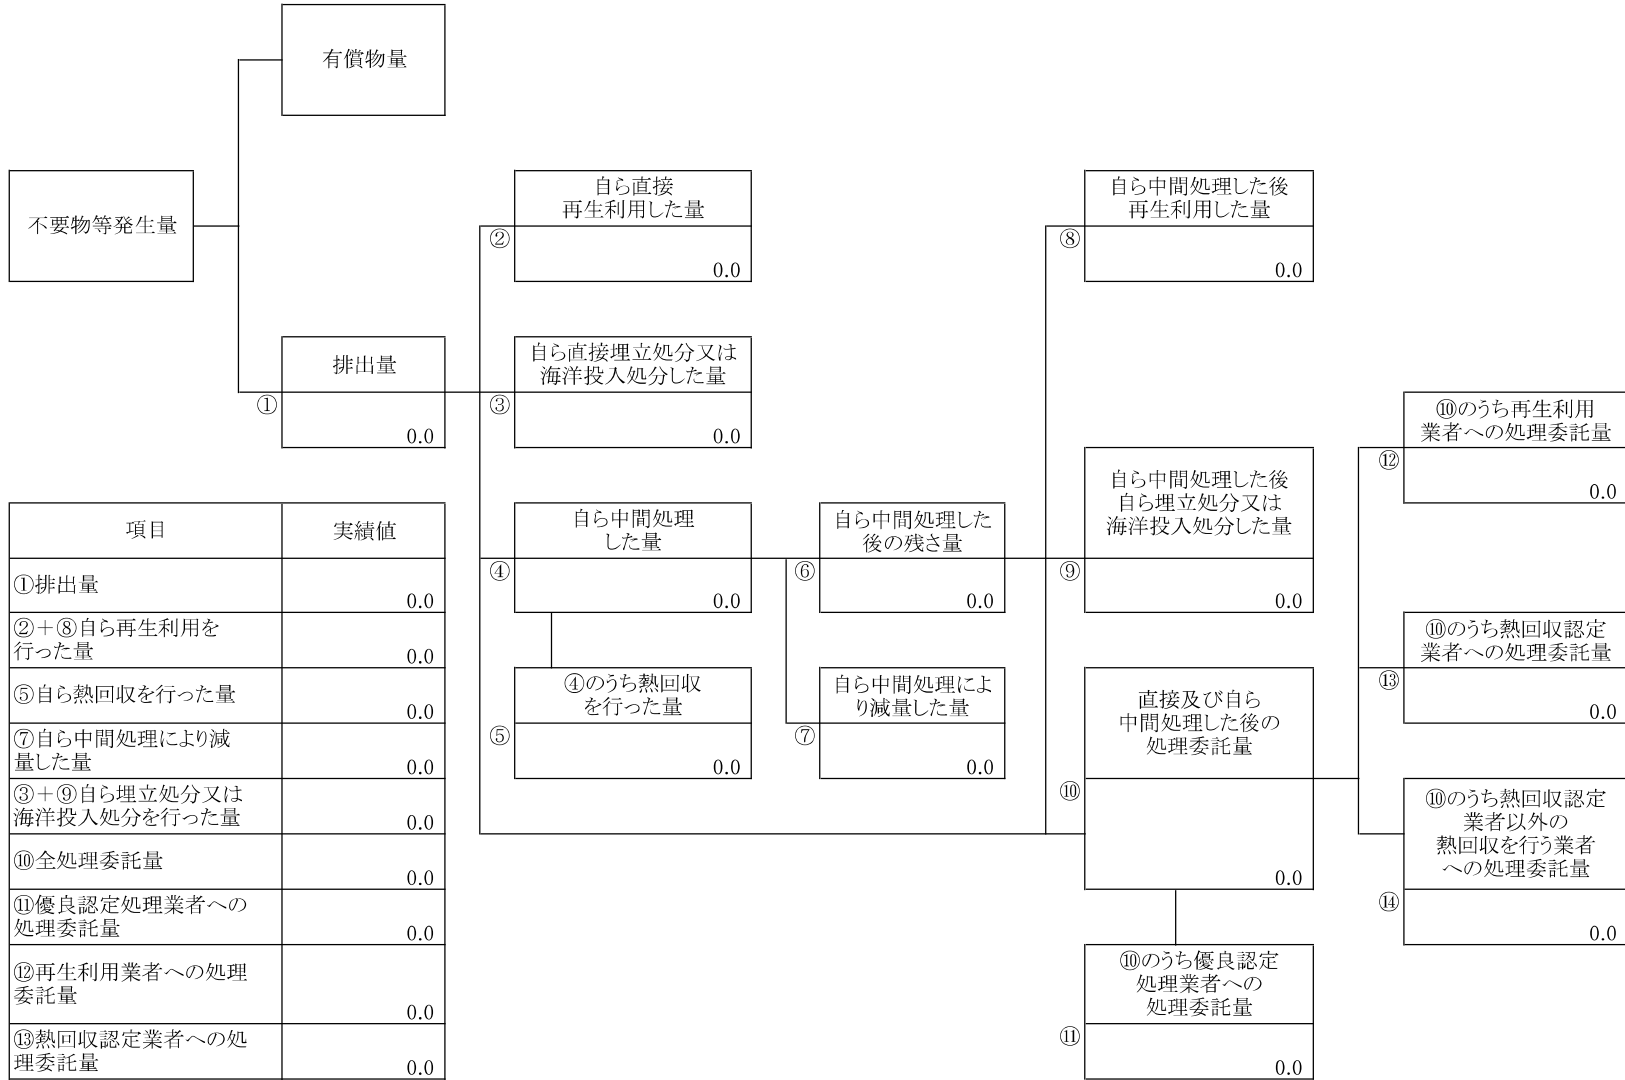 有償物量
不要物等発生量
排出量
①
0.0
自ら直接
再生利用した量
②
0.0
自ら直接埋立処分又は
海洋投入処分した量
③
0.0
自ら中間処理
した量
④
0.0
④のうち熱回収
を行った量
⑤
0.0
自ら中間処理した
後の残さ量
⑥
0.0
自ら中間処理によ
り減量した量
⑦
0.0
自ら中間処理した後
再生利用した量
⑧
0.0
自ら中間処理した後
自ら埋立処分又は
海洋投入処分した量
⑨
0.0
直接及び自ら
中間処理した後の
処理委託量
⑩
0.0
⑩のうち優良認定
処理業者への
処理委託量
⑪
0.0
⑩のうち再生利用
業者への処理委託量
⑫
0.0
⑩のうち熱回収認定
業者への処理委託量
⑬
0.0
⑩のうち熱回収認定
業者以外の
熱回収を行う業者
への処理委託量
⑭
0.0
項目 実績値
①排出量
0.0
②＋⑧自ら再生利用を
行った量 0.0
⑤自ら熱回収を行った量
0.0
⑦自ら中間処理により減
量した量 0.0
③＋⑨自ら埋立処分又は
海洋投入処分を行った量 0.0
⑩全処理委託量
0.0
⑪優良認定処理業者への
処理委託量 0.0
⑫再生利用業者への処理
委託量
0.0
⑬熱回収認定業者への処
理委託量 0.0